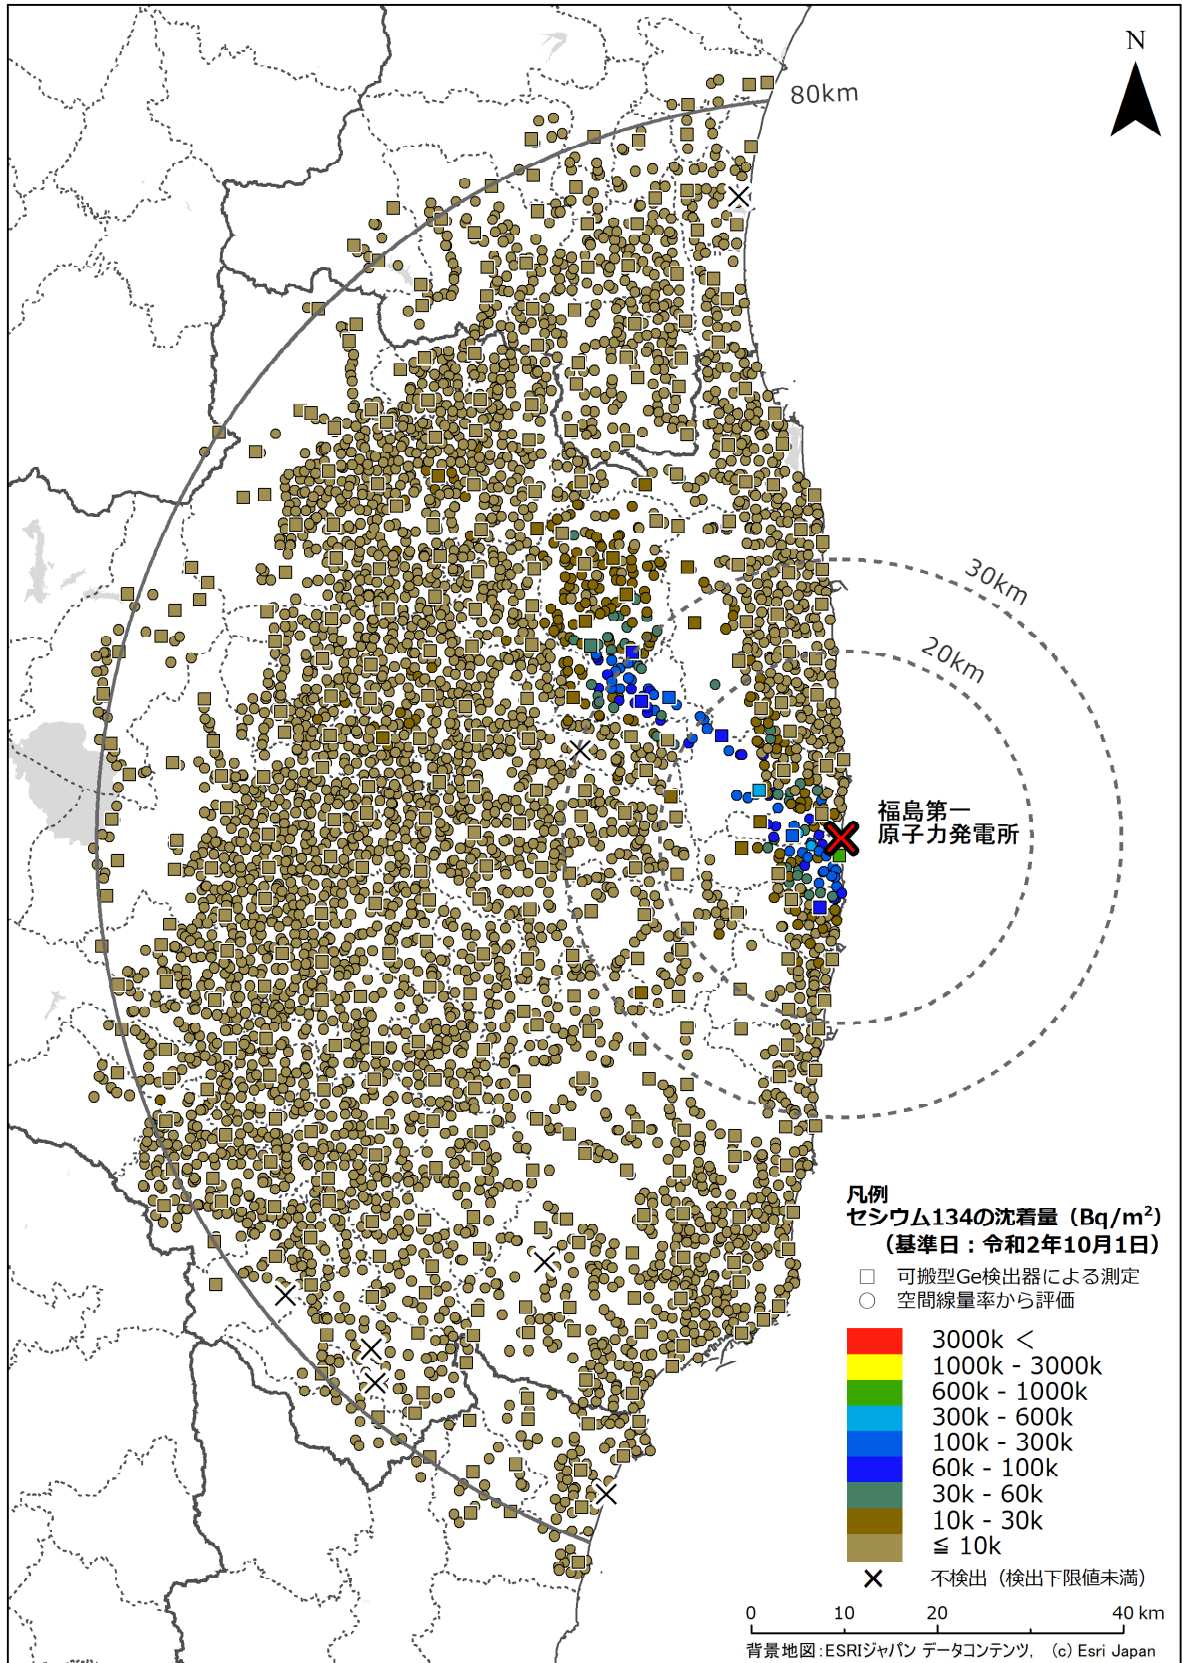 N
80km
30km
20km
福島第一
原子力発電所
凡例
セシウム134の沈着量（Bq/m²）
（基準日：令和2年10月1日）
可搬型Ge検出器による測定
空間線量率から評価
3000k ＜
1000k - 3000k
600k - 1000k
300k - 600k
100k - 300k
60k - 100k
30k - 60k
10k - 30k
≦ 10k
不検出（検出下限値未満）
0 10 20 40 km
背景地図：ESRIジャパン データコンテンツ， (c) Esri Japan